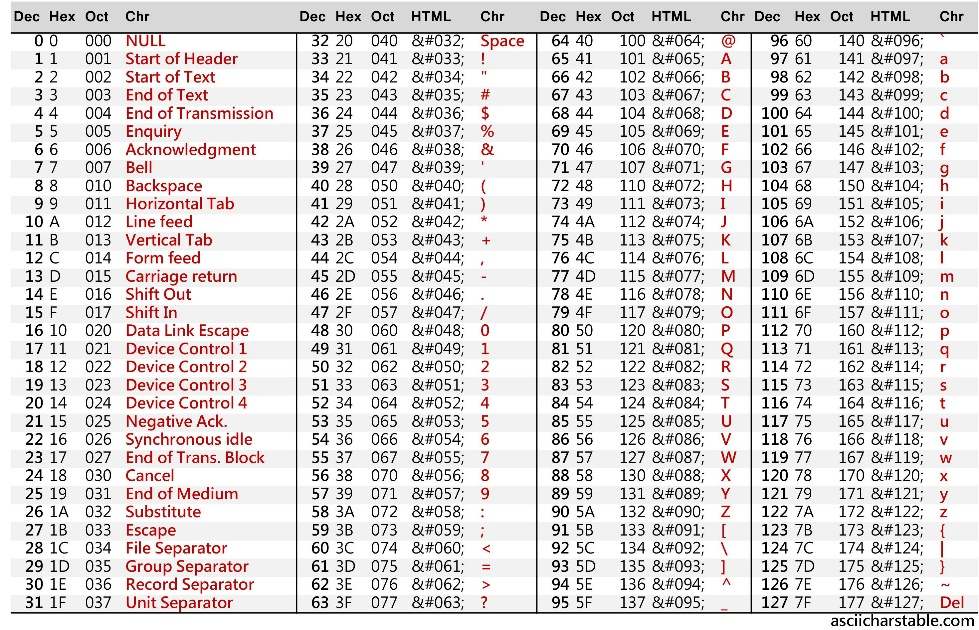 Dec Hex Oct Chr Dec Hex Oct HTML Chr Dec Hex Oct HTML Chr Dec Hex Oct HTML Chr
0 0 000 NULL 32 20 040 &#032; Space 64 40 100 &#064; @ 96 60 140 &#096; `
1 1 001 Start of Header 33 21 041 &#033; ! 65 41 101 &#065; A 97 61 141 &#097; a
2 2 002 Start of Text 34 22 042 &#034; " 66 42 102 &#066; B 98 62 142 &#098; b
3 3 003 End of Text 35 23 043 &#035; # 67 43 103 &#067; C 99 63 143 &#099; c
4 4 004 End of Transmission 36 24 044 &#036; $ 68 44 104 &#068; D 100 64 144 &#100; d
5 5 005 Enquiry 37 25 045 &#037; % 69 45 105 &#069; E 101 65 145 &#101; e
6 6 006 Acknowledgment 38 26 046 &#038; & 70 46 106 &#070; F 102 66 146 &#102; f
7 7 007 Bell 39 27 047 &#039; ' 71 47 107 &#071; G 103 67 147 &#103; g
8 8 010 Backspace 40 28 050 &#040; ( 72 48 110 &#072; H 104 68 150 &#104; h
9 9 011 Horizontal Tab 41 29 051 &#041; ) 73 49 111 &#073; I 105 69 151 &#105; i
10 A 012 Line feed 42 2A 052 &#042; * 74 4A 112 &#074; J 106 6A 152 &#106; j
11 B 013 Vertical Tab 43 2B 053 &#043; + 75 4B 113 &#075; K 107 6B 153 &#107; k
12 C 014 Form feed 44 2C 054 &#044; , 76 4C 114 &#076; L 108 6C 154 &#108; l
13 D 015 Carriage return 45 2D 055 &#045; - 77 4D 115 &#077; M 109 6D 155 &#109; m
14 E 016 Shift Out 46 2E 056 &#046; . 78 4E 116 &#078; N 110 6E 156 &#110; n
15 F 017 Shift In 47 2F 057 &#047; / 79 4F 117 &#079; O 111 6F 157 &#111; o
16 10 020 Data Link Escape 48 30 060 &#048; 0 80 50 120 &#080; P 112 70 160 &#112; p
17 11 021 Device Control 1 49 31 061 &#049; 1 81 51 121 &#081; Q 113 71 161 &#113; q
18 12 022 Device Control 2 50 32 062 &#050; 2 82 52 122 &#082; R 114 72 162 &#114; r
19 13 023 Device Control 3 51 33 063 &#051; 3 83 53 123 &#083; S 115 73 163 &#115; s
20 14 024 Device Control 4 52 34 064 &#052; 4 84 54 124 &#084; T 116 74 164 &#116; t
21 15 025 Negative Ack. 53 35 065 &#053; 5 85 55 125 &#085; U 117 75 165 &#117; u
22 16 026 Synchronous idle 54 36 066 &#054; 6 86 56 126 &#086; V 118 76 166 &#118; v
23 17 027 End of Trans. Block 55 37 067 &#055; 7 87 57 127 &#087; W 119 77 167 &#119; w
24 18 030 Cancel 56 38 070 &#056; 8 88 58 130 &#088; X 120 78 170 &#120; x
25 19 031 End of Medium 57 39 071 &#057; 9 89 59 131 &#089; Y 121 79 171 &#121; y
26 1A 032 Substitute 58 3A 072 &#058; : 90 5A 132 &#090; Z 122 7A 172 &#122; z
27 1B 033 Escape 59 3B 073 &#059; ; 91 5B 133 &#091; [ 123 7B 173 &#123; {
28 1C 034 File Separator 60 3C 074 &#060; < 92 5C 134 &#092; \ 124 7C 174 &#124; |
29 1D 035 Group Separator 61 3D 075 &#061; = 93 5D 135 &#093; ] 125 7D 175 &#125; }
30 1E 036 Record Separator 62 3E 076 &#062; > 94 5E 136 &#094; ^ 126 7E 176 &#126; ~
31 1F 037 Unit Separator 63 3F 077 &#063; ? 95 5F 137 &#095; _ 127 7F 177 &#127; Del
asciicharstable.com